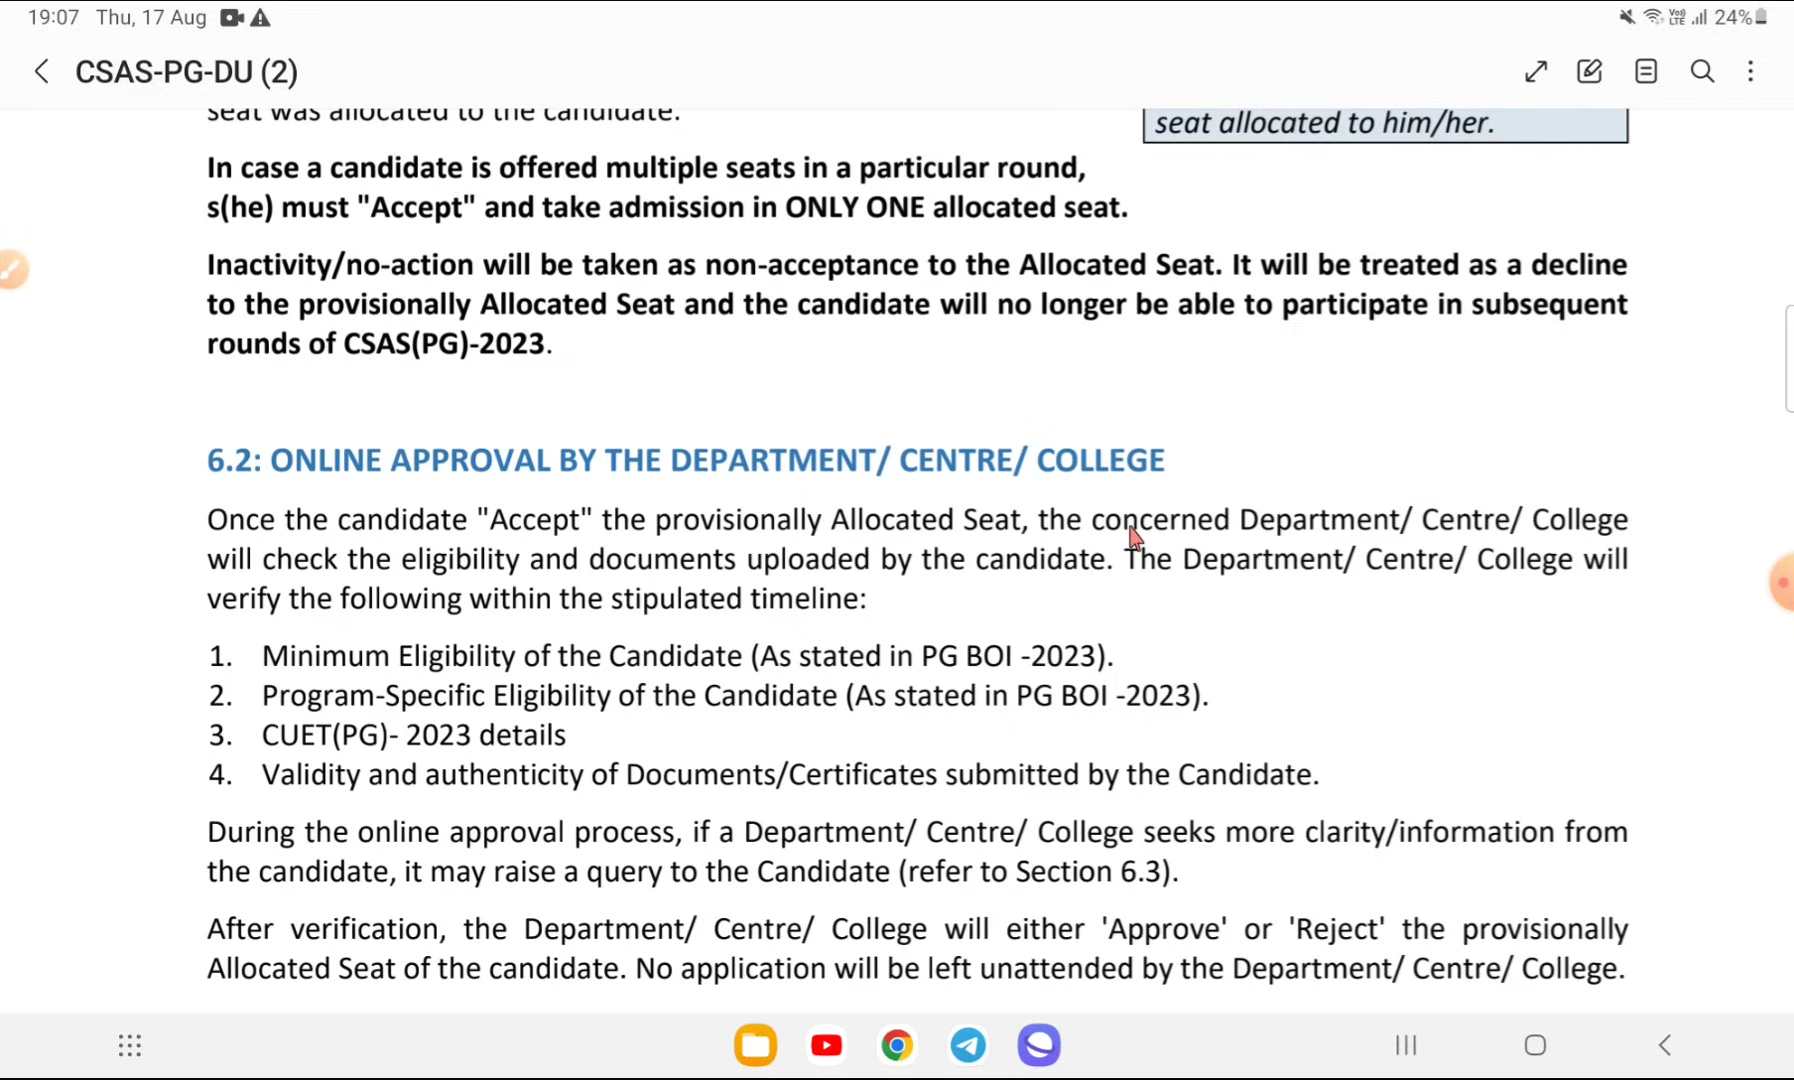 19:07 Thu, 17 Aug
24%
CSAS-PG-DU (2)
seat was allocated to the candidate.
seat allocated to him/her.
In case a candidate is offered multiple seats in a particular round,
s(he) must "Accept" and take admission in ONLY ONE allocated seat.
Inactivity/no-action will be taken as non-acceptance to the Allocated Seat. It will be treated as a decline
to the provisionally Allocated Seat and the candidate will no longer be able to participate in subsequent
rounds of CSAS(PG)-2023.
6.2: ONLINE APPROVAL BY THE DEPARTMENT/ CENTRE/ COLLEGE
Once the candidate "Accept" the provisionally Allocated Seat, the concerned Department/ Centre/ College
will check the eligibility and documents uploaded by the candidate. The Department/ Centre/ College will
verify the following within the stipulated timeline:
1. Minimum Eligibility of the Candidate (As stated in PG BOI -2023).
2. Program-Specific Eligibility of the Candidate (As stated in PG BOI -2023).
3. CUET(PG)- 2023 details
4. Validity and authenticity of Documents/Certificates submitted by the Candidate.
During the online approval process, if a Department/ Centre/ College seeks more clarity/information from
the candidate, it may raise a query to the Candidate (refer to Section 6.3).
After verification, the Department/ Centre/ College will either 'Approve' or 'Reject' the provisionally
Allocated Seat of the candidate. No application will be left unattended by the Department/ Centre/ College.